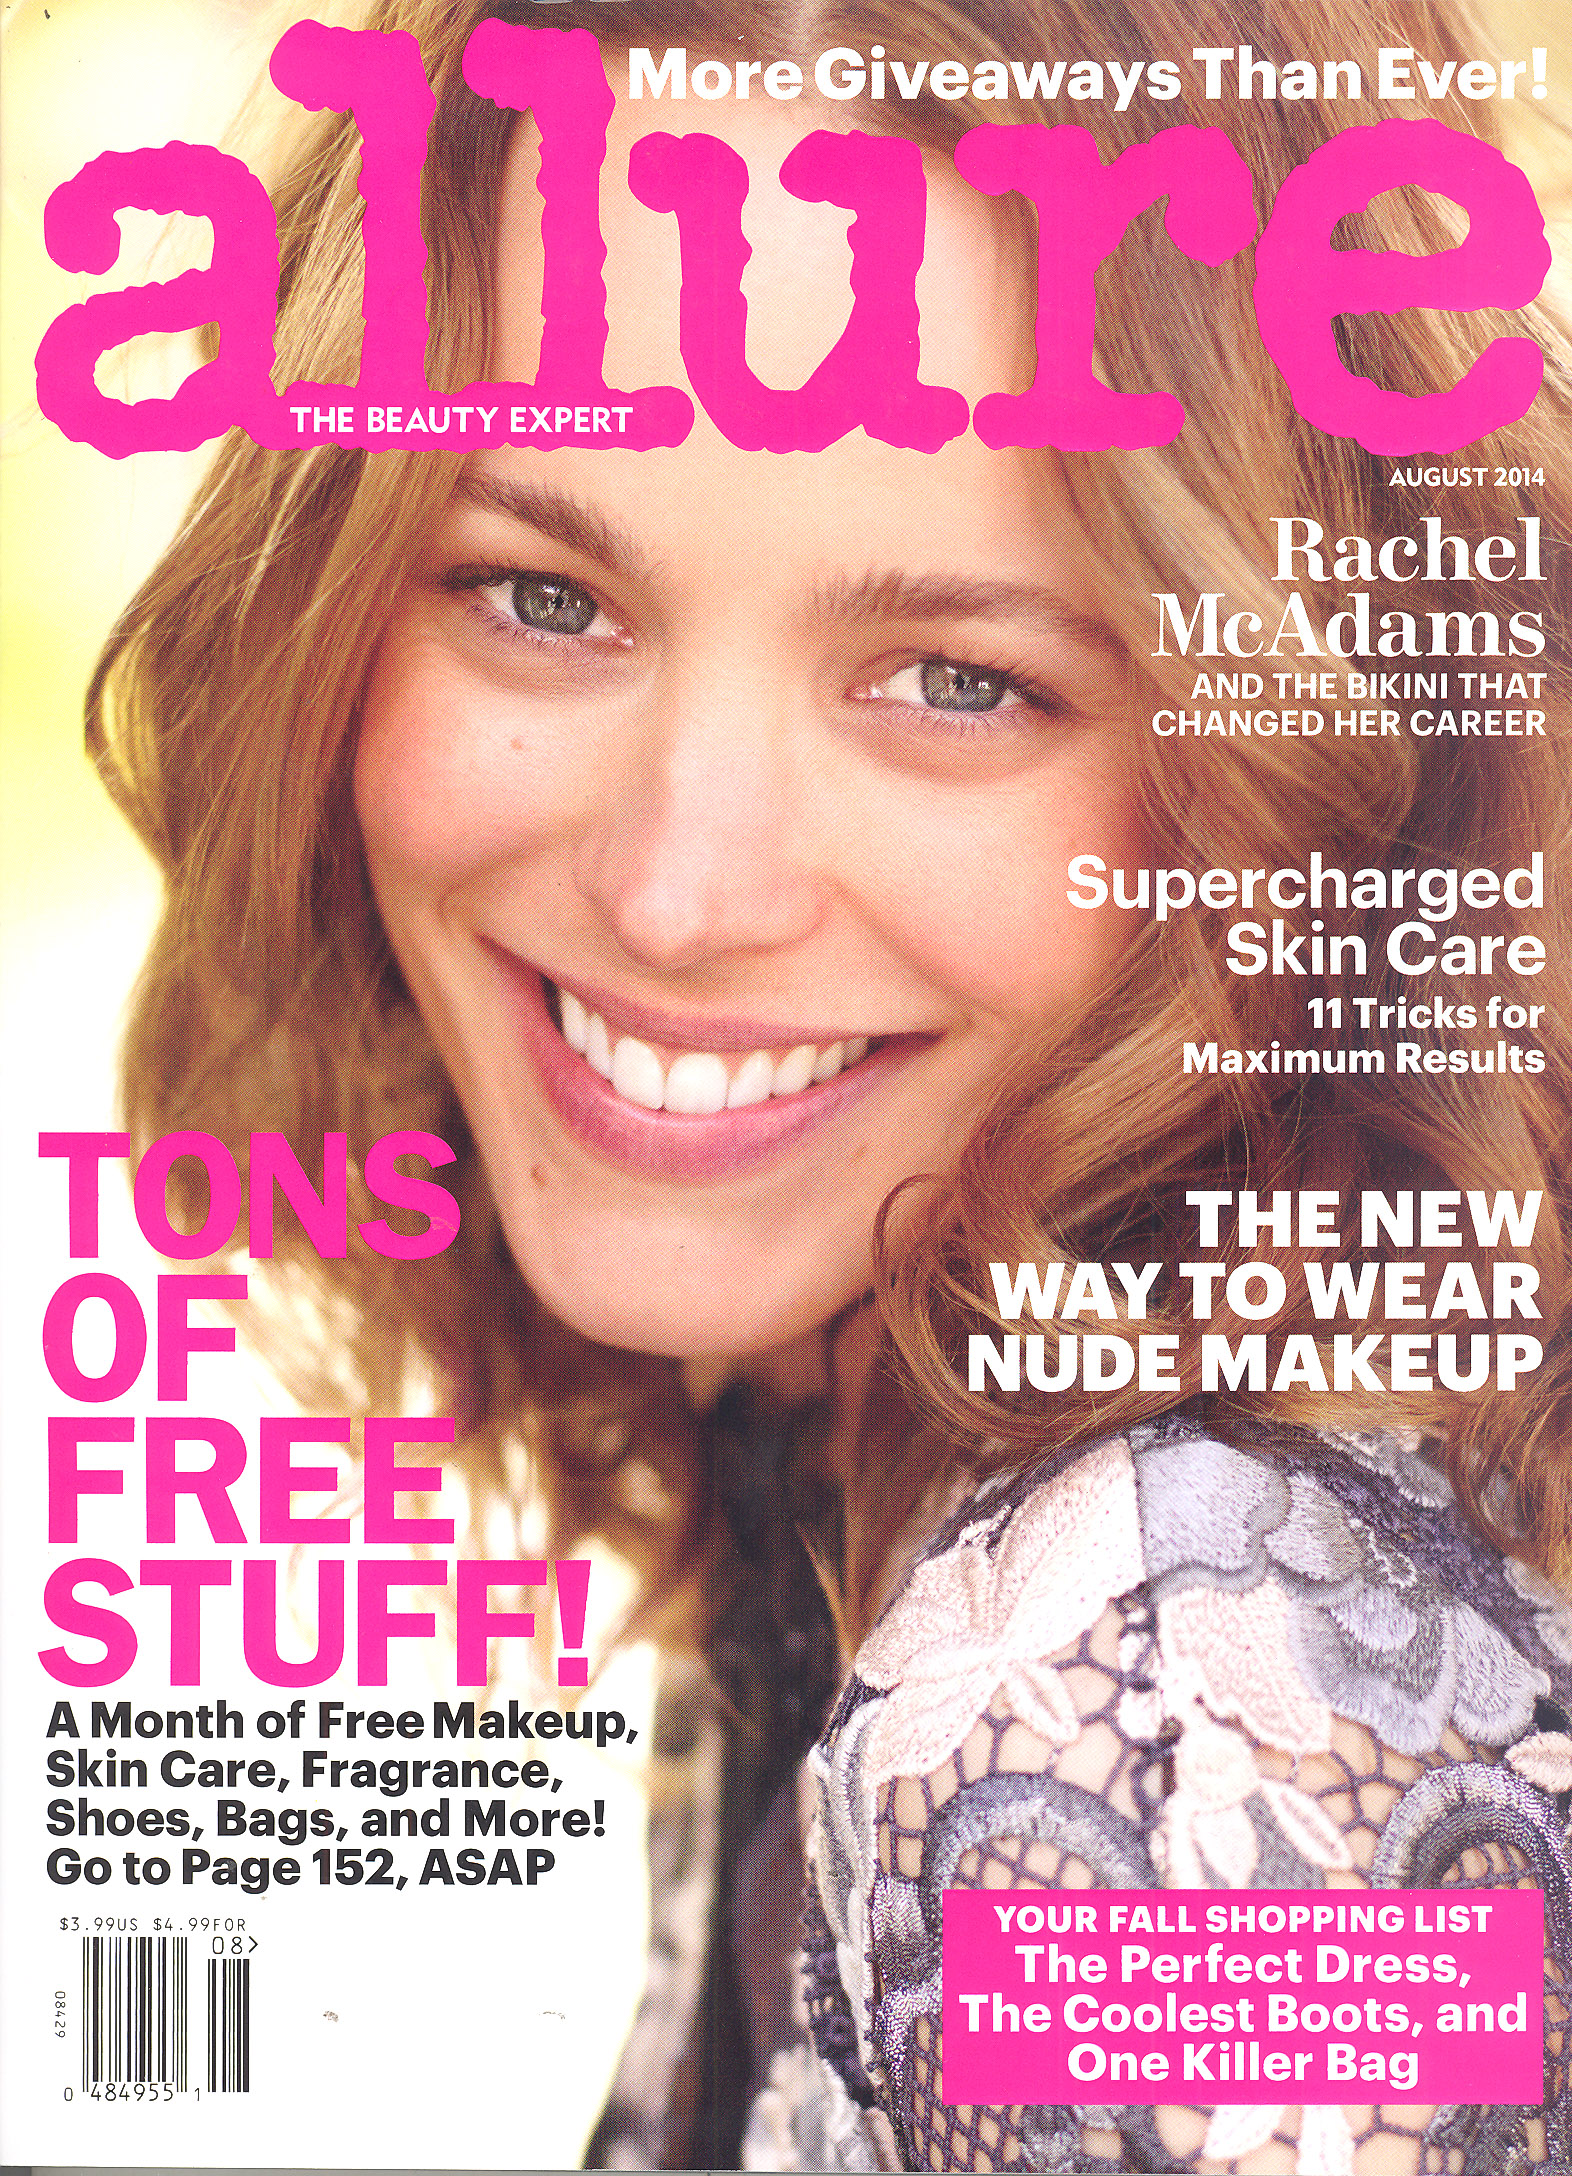 More Giveaways Than Ever!
allure
THE BEAUTY EXPERT
AUGUST 2014
Rachel
McAdams
AND THE BIKINI THAT
CHANGED HER CAREER
Supercharged
Skin Care
11 Tricks for
Maximum Results
THE NEW
WAY TO WEAR
NUDE MAKEUP
TONS
OF
FREE
STUFF!
A Month of Free Makeup,
Skin Care, Fragrance,
Shoes, Bags, and More!
Go to Page 152, ASAP
$3.99US $4.99FOR
08>
08429
0 484955 1
YOUR FALL SHOPPING LIST
The Perfect Dress,
The Coolest Boots, and
One Killer Bag